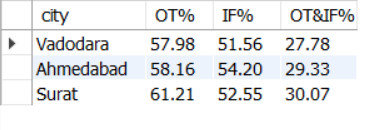 city OT% IF% OT&IF%
Vadodara 57.98 51.56 27.78
Ahmedabad 58.16 54.20 29.33
Surat 61.21 52.55 30.07